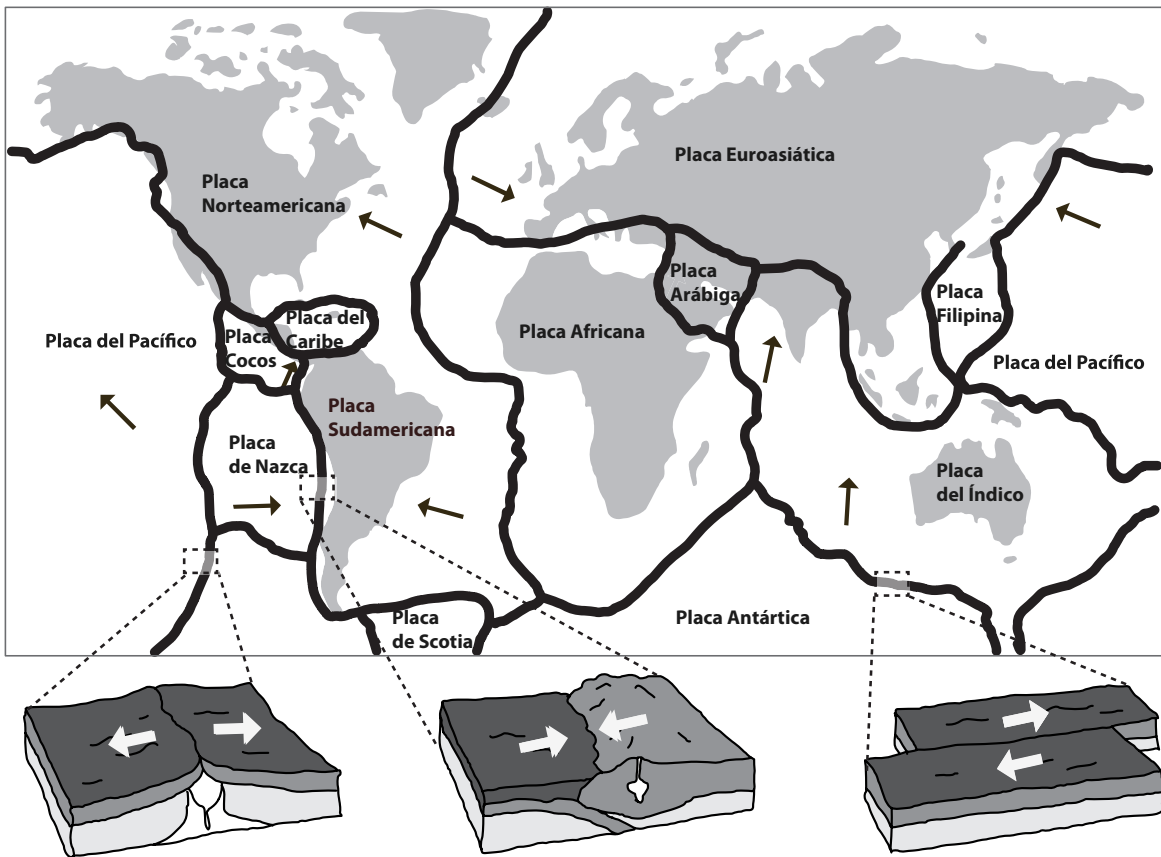 Placa Euroasiática
Placa
Norteamericana
Placa
Arábiga
Placa
Filipina
Placa del Pacífico
Placa
Cocos
Placa del
Caribe
Placa Africana
Placa del Pacífico
Placa
Sudamericana
Placa
de Nazca
Placa
del Índico
Placa
de Scotia
Placa Antártica